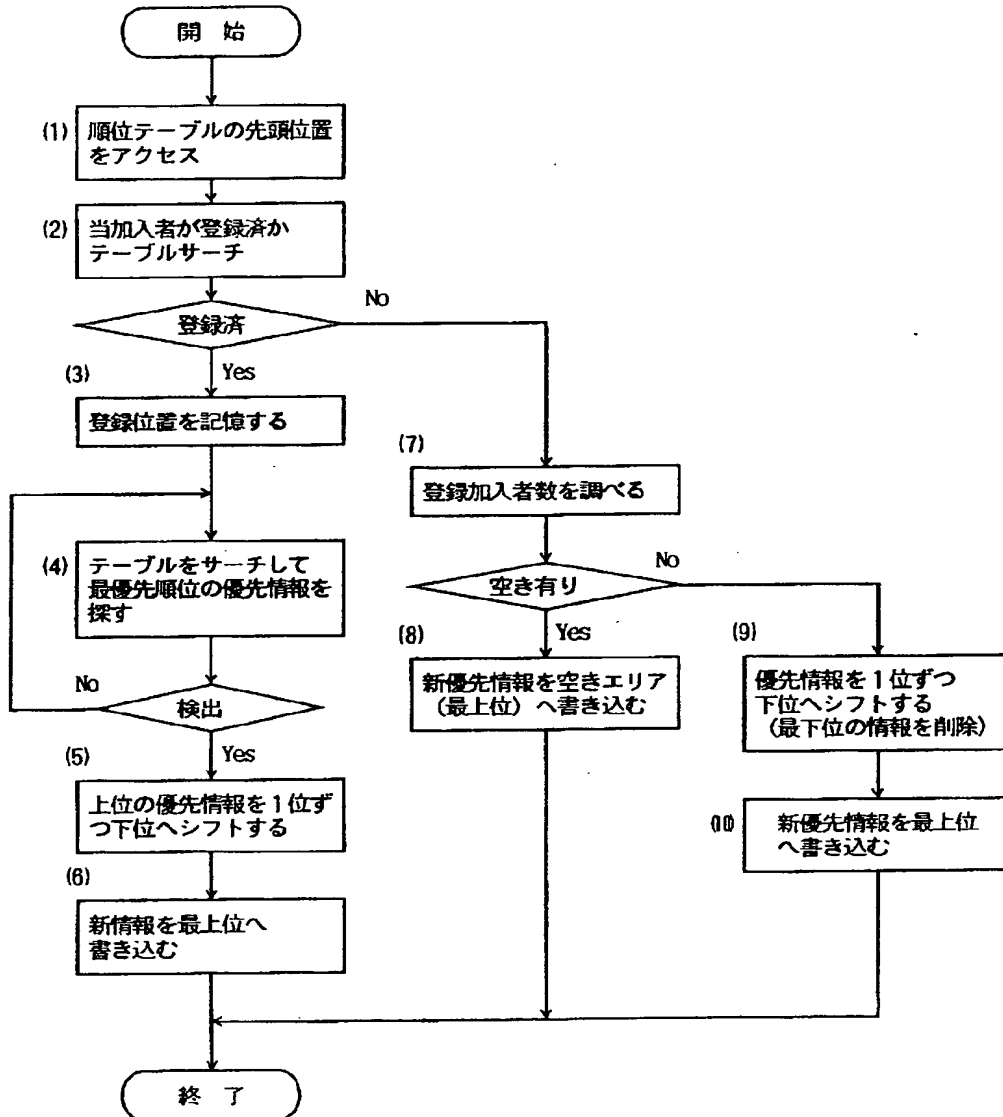 開 始
(1)
順位テーブルの先頭位置
をアクセス
(2)
当加入者が登録済か
テーブルサーチ
登録済
No
Yes
(3)
登録位置を記憶する
(4)
テーブルをサーチして
最優先順位の優先情報を
探す
検出
No
Yes
(5)
上位の優先情報を1位ず
つ下位へシフトする
(6)
新情報を最上位へ
書き込む
(7)
登録加入者数を調べる
空き有り
No
Yes
(8)
新優先情報を空きエリア
(最上位)へ書き込む
(9)
優先情報を1位ずつ
下位へシフトする
(最下位の情報を削除)
(10)
新優先情報を最上位
へ書き込む
終 了